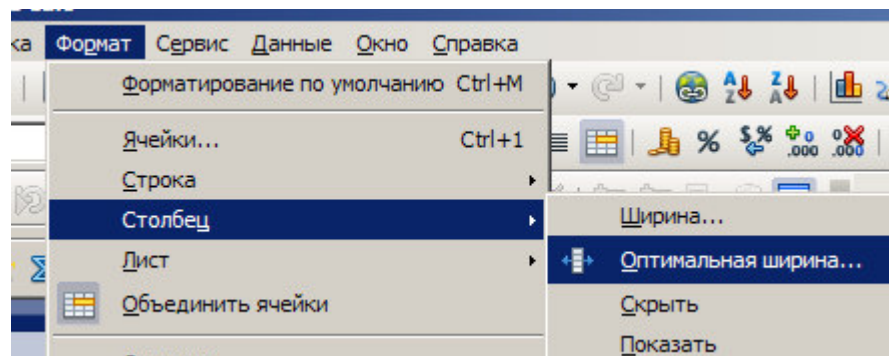 ка Формат Сервис Данные Окно Справка
Форматирование по умолчанию Ctrl+M
Ячейки... Ctrl+1
Строка
Столбец
Ширина...
Лист
Оптимальная ширина...
Объединить ячейки
Скрыть
Показать